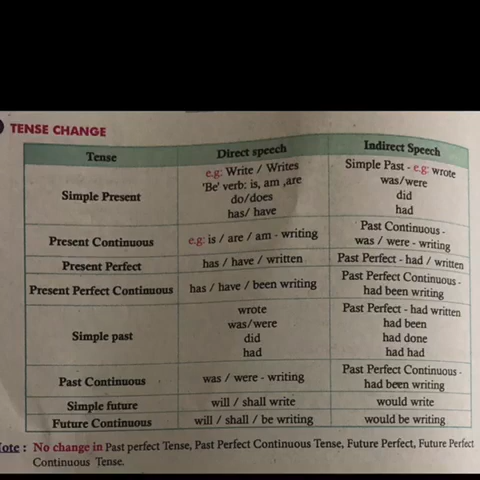 TENSE CHANGE
Tense Direct speech Indirect Speech
Simple Present
e.g: Write / Writes
'Be' verb: is, am ,are
do/does
has/ have
Simple Past - e.g: wrote
was/were
did
had
Present Continuous
e.g: is / are / am - writing
Past Continuous -
was / were - writing
Present Perfect has / have / written Past Perfect - had / written
Present Perfect Continuous
has / have / been writing
Past Perfect Continuous -
had been writing
Simple past
wrote
was/were
did
had
Past Perfect - had written
had been
had done
had had
Past Continuous
was / were - writing
Past Perfect Continuous -
had been writing
Simple future will / shall write would write
Future Continuous will / shall / be writing would be writing
ote : No change in Past perfect Tense, Past Perfect Continuous Tense, Future Perfect, Future Perfect
Continuous Tense.